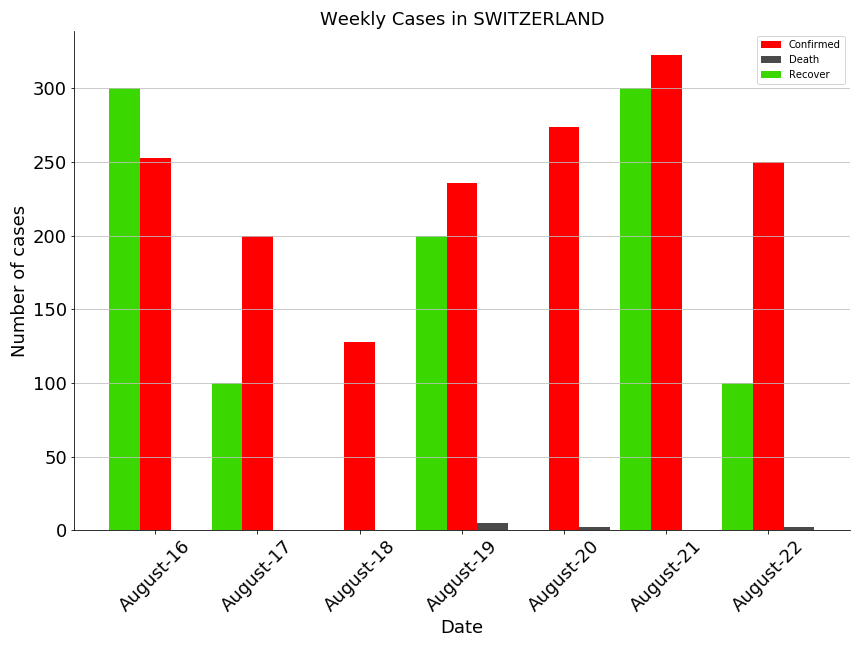 Weekly Cases in SWITZERLAND
Confirmed
Death
Recover
Number of cases
300
250
200
150
100
50
0
August-16
August-17
August-18
August-19
August-20
August-21
August-22
Date